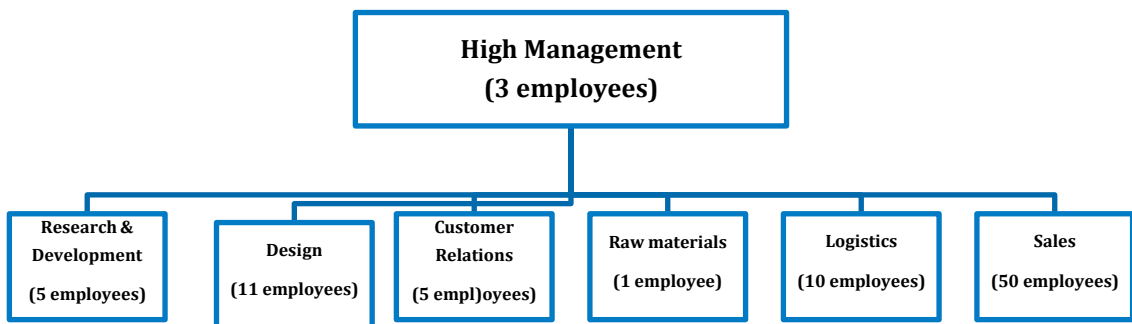 High Management
(3 employees)
Research &
Development
(5 employees)
Design
(11 employees)
Customer
Relations
(5 empl)oyees)
Raw materials
(1 employee)
Logistics
(10 employees)
Sales
(50 employees)